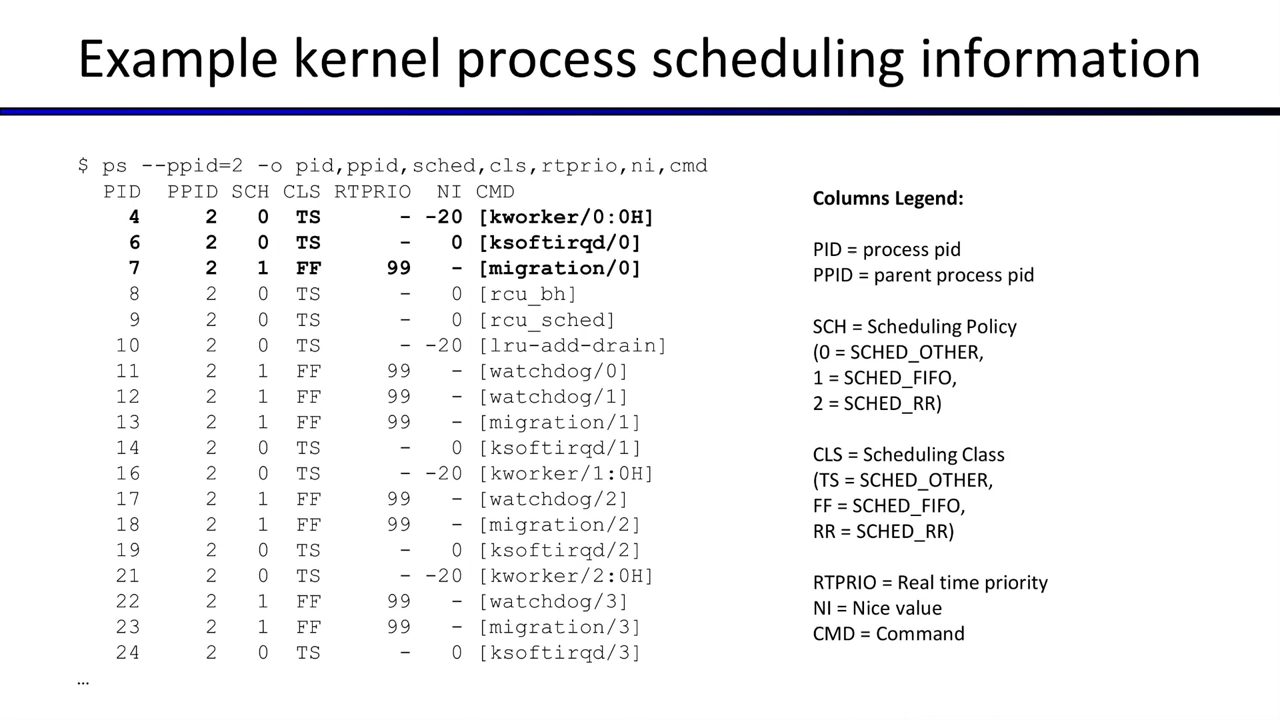 Example kernel process scheduling information
$ ps --ppid=2 -o pid,ppid,sched,cls,rtprio,ni,cmd
PID PPID SCH CLS RTPRIO NI CMD
4 2 0 TS - -20 [kworker/0:0H]
6 2 0 TS - 0 [ksoftirqd/0]
7 2 1 FF 99 - [migration/0]
8 2 0 TS - 0 [rcu_bh]
9 2 0 TS - 0 [rcu_sched]
10 2 0 TS - -20 [lru-add-drain]
11 2 1 FF 99 - [watchdog/0]
12 2 1 FF 99 - [watchdog/1]
13 2 1 FF 99 - [migration/1]
14 2 0 TS - 0 [ksoftirqd/1]
16 2 0 TS - -20 [kworker/1:0H]
17 2 1 FF 99 - [watchdog/2]
18 2 1 FF 99 - [migration/2]
19 2 0 TS - 0 [ksoftirqd/2]
21 2 0 TS - -20 [kworker/2:0H]
22 2 1 FF 99 - [watchdog/3]
23 2 1 FF 99 - [migration/3]
24 2 0 TS - 0 [ksoftirqd/3]
…
Columns Legend:
PID = process pid
PPID = parent process pid
SCH = Scheduling Policy
(0 = SCHED_OTHER,
1 = SCHED_FIFO,
2 = SCHED_RR)
CLS = Scheduling Class
(TS = SCHED_OTHER,
FF = SCHED_FIFO,
RR = SCHED_RR)
RTPRIO = Real time priority
NI = Nice value
CMD = Command